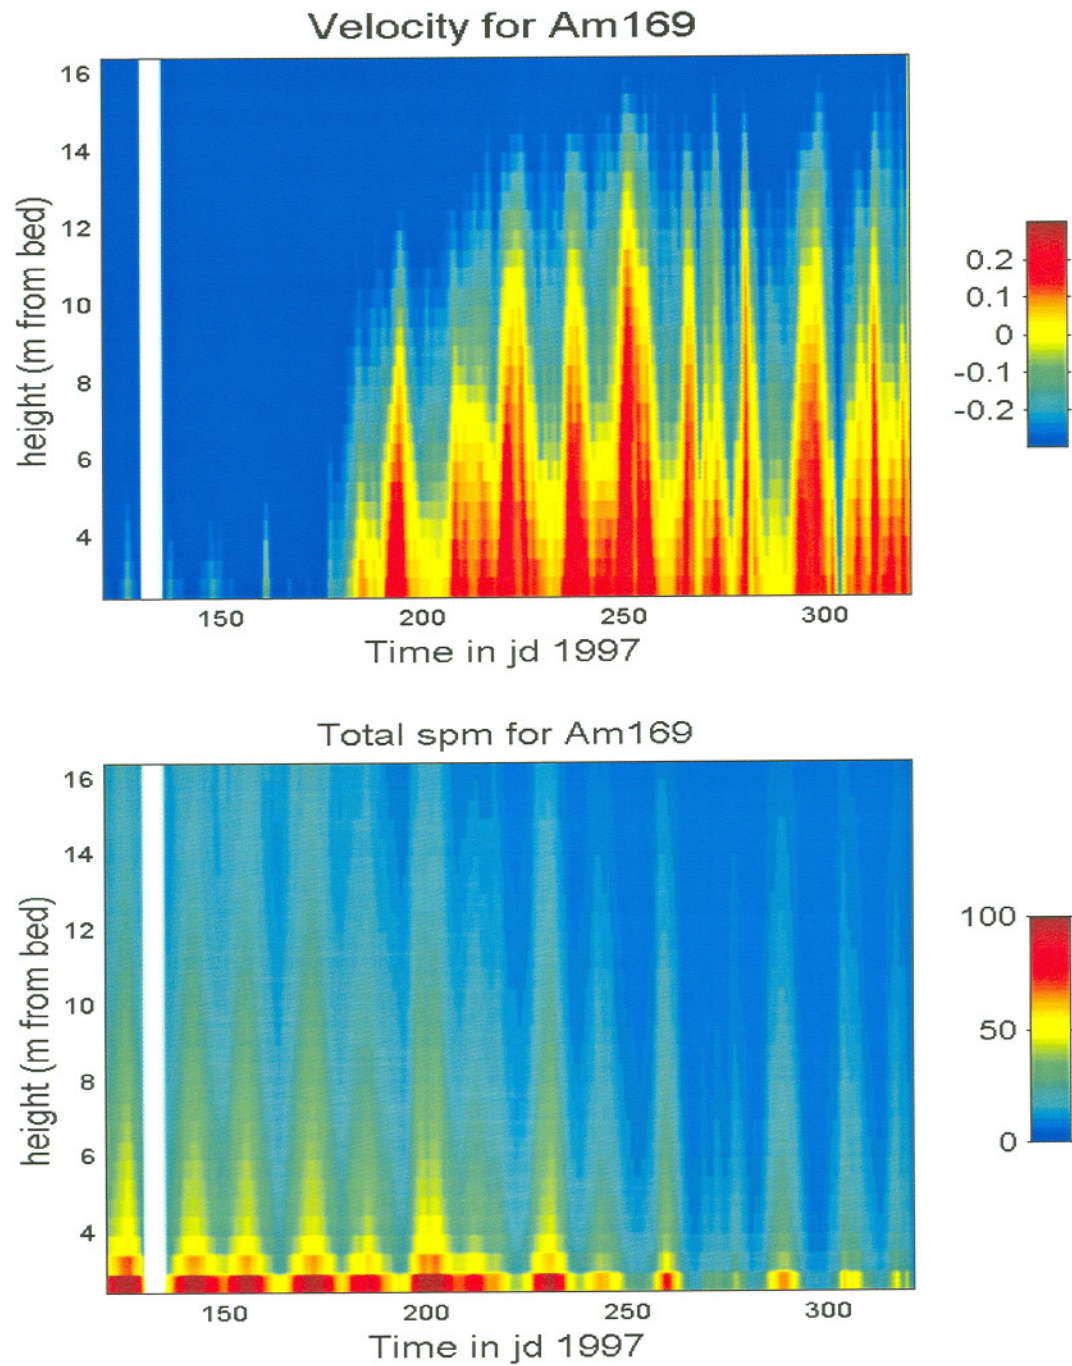 Velocity for Am169
16
14
12
10
8
6
4
height (m from bed)
150 200 250 300
Time in jd 1997
0.2
0.1
0
-0.1
-0.2
Total spm for Am169
16
14
12
10
8
6
4
height (m from bed)
150 200 250 300
Time in jd 1997
100
50
0